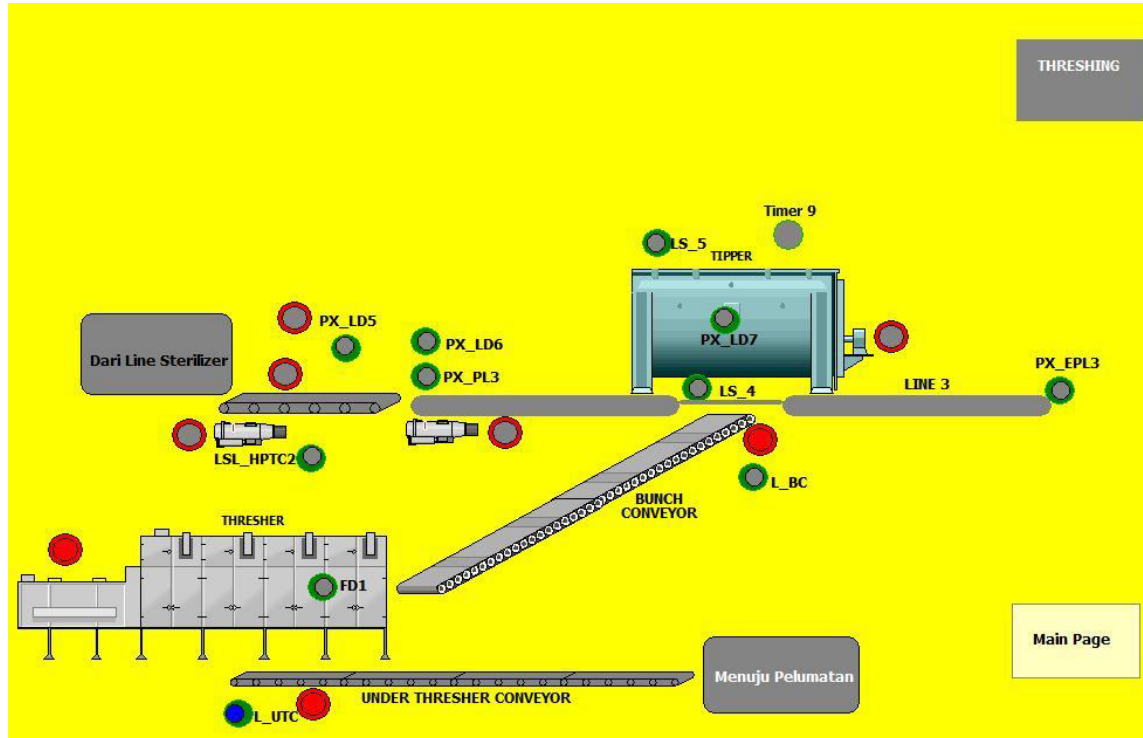 THRESHING
Timer 9
LS_5
TIPPER
PX_LD5
PX_LD6
PX_LD7
Dari Line Sterilizer
PX_PL3
PX_EPL3
LS_4
LINE 3
LSL_HPTC2
L_BC
BUNCH
CONVEYOR
THRESHER
FD1
Main Page
Menuju Pelumatan
UNDER THRESHER CONVEYOR
L_UTC